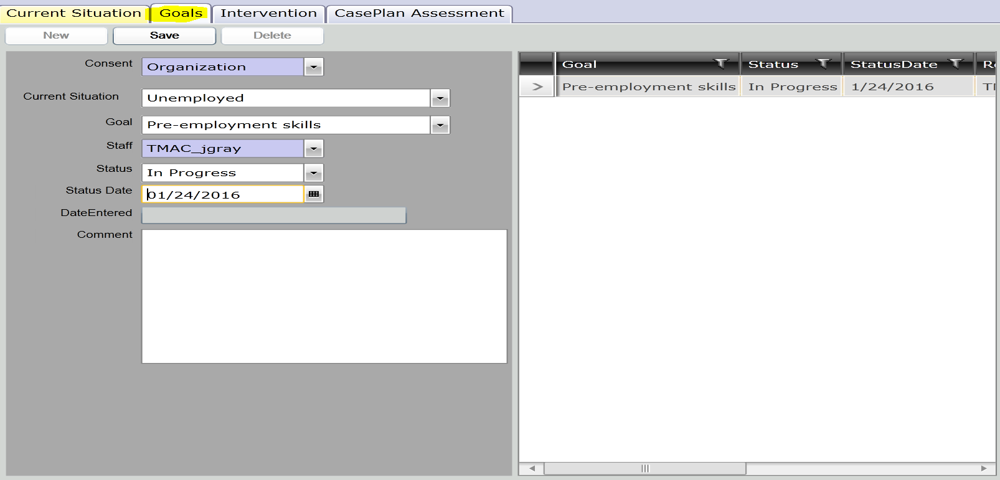 Current Situation Goals Intervention CasePlan Assessment
New Save Delete
Consent Organization
Current Situation Unemployed
Goal Pre-employment skills
Staff TMAC_jgray
Status In Progress
Status Date 01/24/2016
DateEntered
Comment
Goal Status StatusDate
Pre-employment skills In Progress 1/24/2016